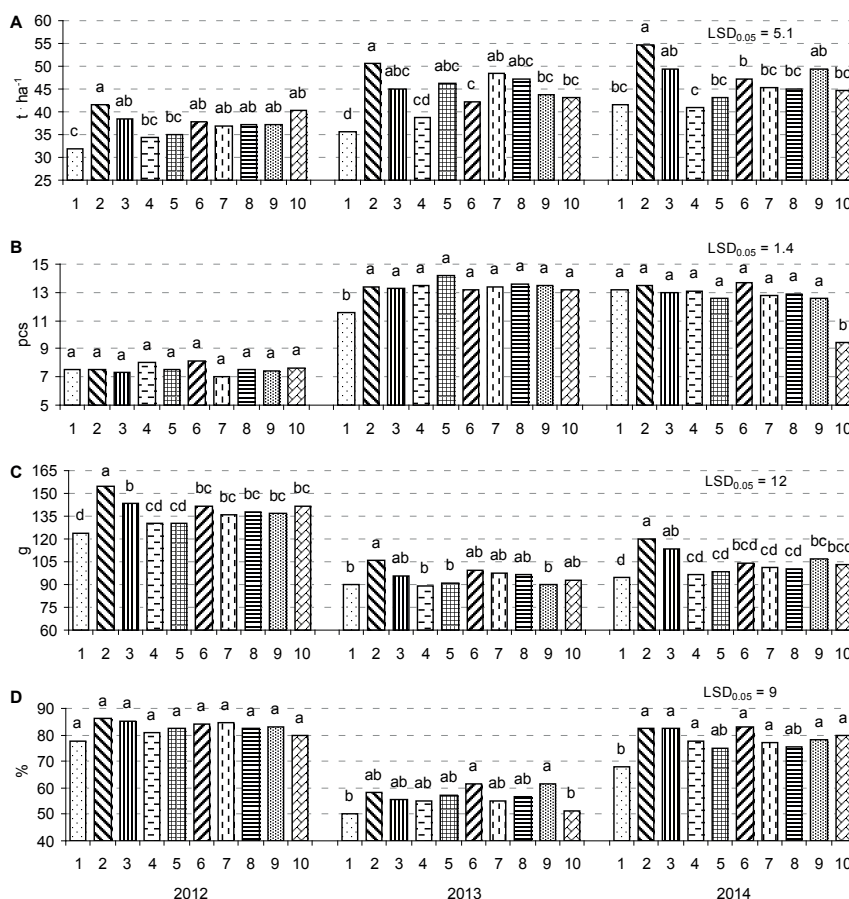 A
LSD0.05 = 5.1
60
55
50
45
40
35
30
25
t · ha-1
c a ab bc bc ab ab ab ab ab
d a abc cd abc c ab abc bc bc
bc a ab c bc b bc bc ab bc
1 2 3 4 5 6 7 8 9 10 1 2 3 4 5 6 7 8 9 10 1 2 3 4 5 6 7 8 9 10
B
LSD0.05 = 1.4
15
13
11
9
7
5
pcs
a a a a a a a a a a
b a a a a a a a a a
a a a a a a a a a b
1 2 3 4 5 6 7 8 9 10 1 2 3 4 5 6 7 8 9 10 1 2 3 4 5 6 7 8 9 10
C
LSD0.05 = 12
165
150
135
120
105
90
75
60
g
d a b cd cd bc bc bc bc bc
b a ab b b ab ab ab b ab
d a ab cd cd bcd cd cd bc bcd
1 2 3 4 5 6 7 8 9 10 1 2 3 4 5 6 7 8 9 10 1 2 3 4 5 6 7 8 9 10
D
LSD0.05 = 9
90
80
70
60
50
40
%
a a a a a a a a a a
b ab ab ab ab a ab ab a b
b a a a ab a a ab a a
1 2 3 4 5 6 7 8 9 10 1 2 3 4 5 6 7 8 9 10 1 2 3 4 5 6 7 8 9 10
2012 2013 2014